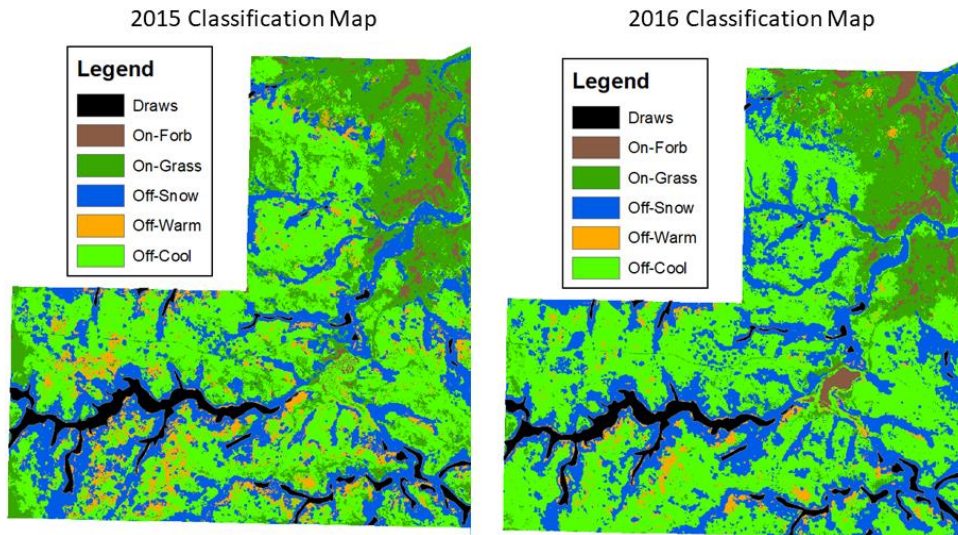 2015 Classification Map
2016 Classification Map
Legend
Draws
On-Forb
On-Grass
Off-Snow
Off-Warm
Off-Cool
Legend
Draws
On-Forb
On-Grass
Off-Snow
Off-Warm
Off-Cool